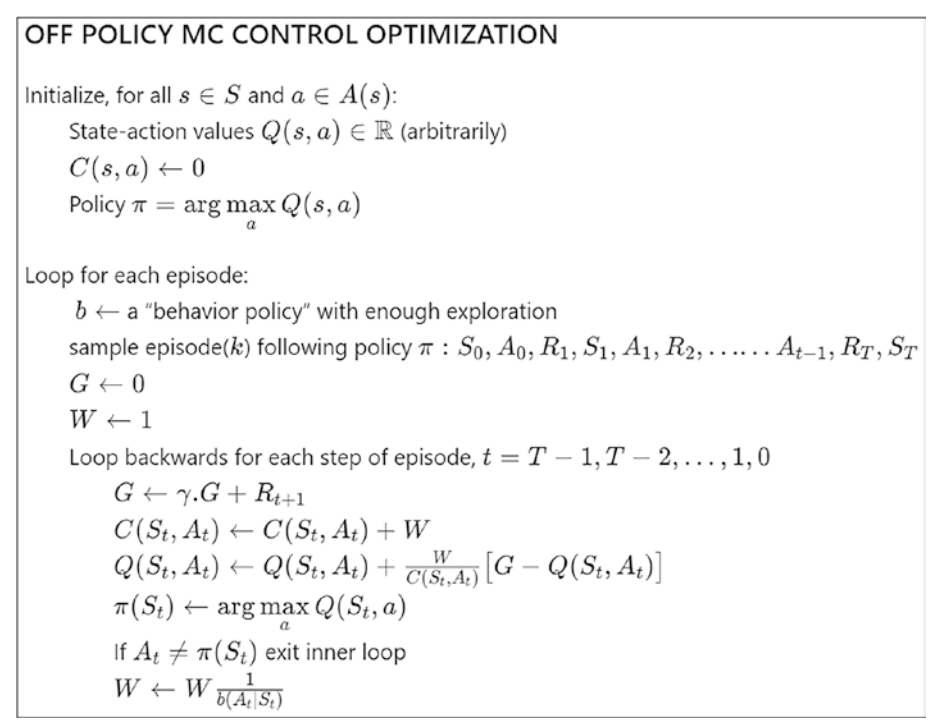 OFF POLICY MC CONTROL OPTIMIZATION
Initialize, for all $s \in S$ and $a \in A(s)$:
State-action values $Q(s, a) \in \mathbb{R}$ (arbitrarily)
$C(s, a) \leftarrow 0$
Policy $\pi = \arg\max_a Q(s, a)$
Loop for each episode:
$b \leftarrow$ a "behavior policy" with enough exploration
sample episode($k$) following policy $\pi : S_0, A_0, R_1, S_1, A_1, R_2, \ldots\ldots A_{t-1}, R_T, S_T$
$G \leftarrow 0$
$W \leftarrow 1$
Loop backwards for each step of episode, $t = T - 1, T - 2, \ldots, 1, 0$
$G \leftarrow \gamma.G + R_{t+1}$
$C(S_t, A_t) \leftarrow C(S_t, A_t) + W$
$Q(S_t, A_t) \leftarrow Q(S_t, A_t) + \frac{W}{C(S_t, A_t)}[G - Q(S_t, A_t)]$
$\pi(S_t) \leftarrow \arg\max_a Q(S_t, a)$
If $A_t \neq \pi(S_t)$ exit inner loop
$W \leftarrow W \frac{1}{b(A_t|S_t)}$